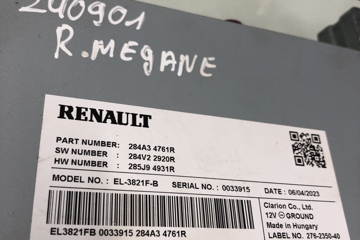 240901
R.MEGANE
RENAULT
PART NUMBER: 284A3 4761R
SW NUMBER : 284V2 2920R
HW NUMBER : 285J9 4931R
MODEL NO. : EL-3821F-B SERIAL NO. : 0033915 DATE : 06/04/2023
Clarion Co., Ltd.
12V ⊖ GROUND
Made in Hungary
EL3821FB 0033915 284A3 4761R
LABEL NO. 276-2350-40